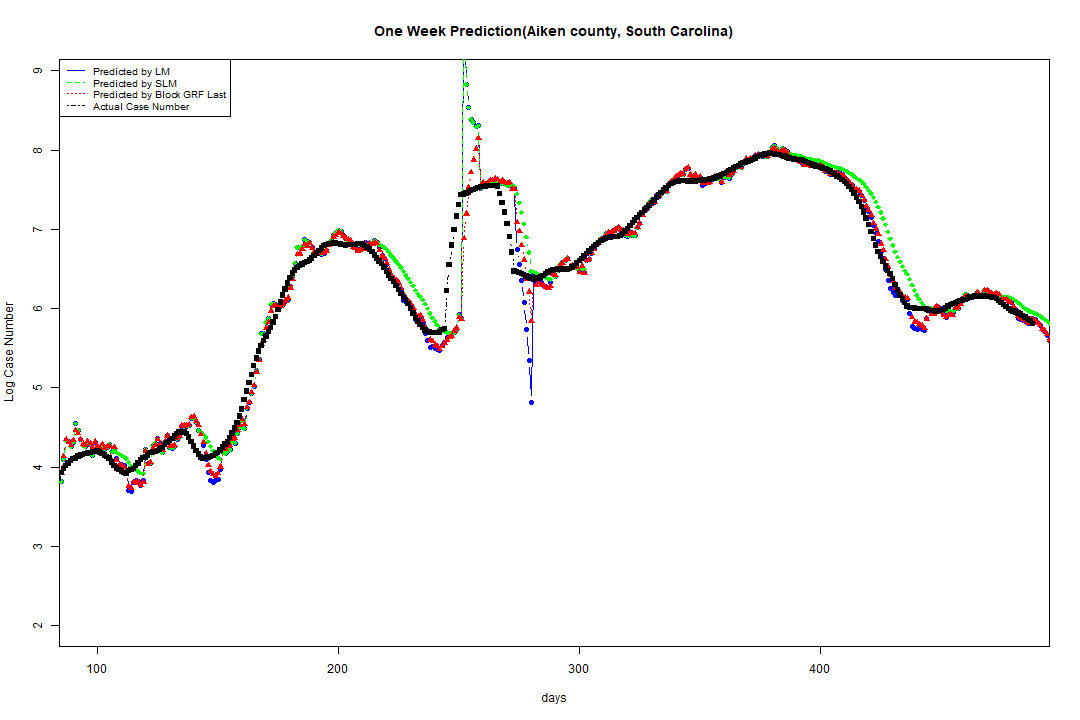 One Week Prediction(Aiken county, South Carolina)
Predicted by LM
Predicted by SLM
Predicted by Block GRF Last
Actual Case Number
9
8
7
6
5
4
3
2
Log Case Number
100 200 300 400
days